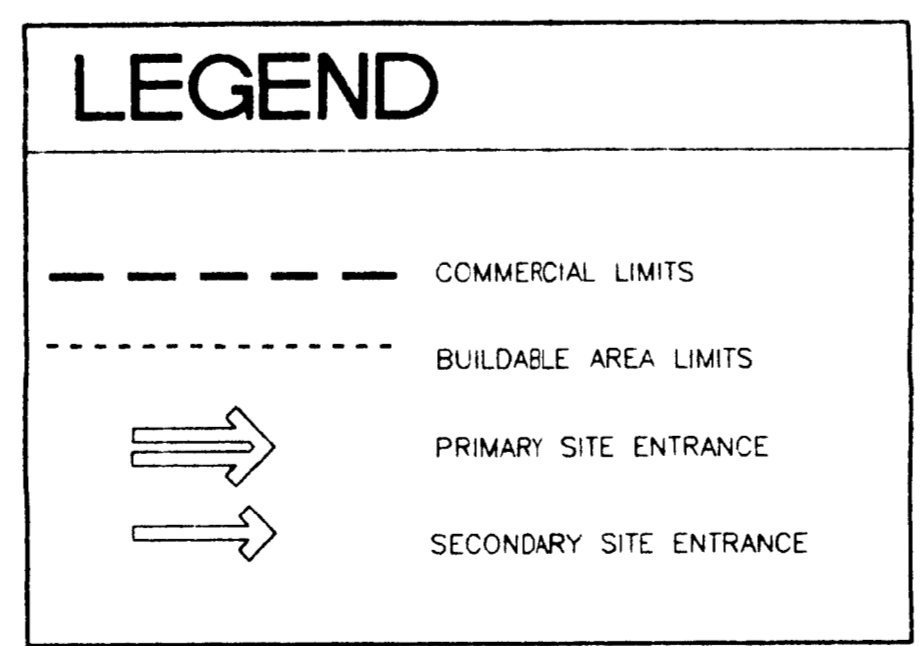 LEGEND
COMMERCIAL LIMITS
BUILDABLE AREA LIMITS
PRIMARY SITE ENTRANCE
SECONDARY SITE ENTRANCE